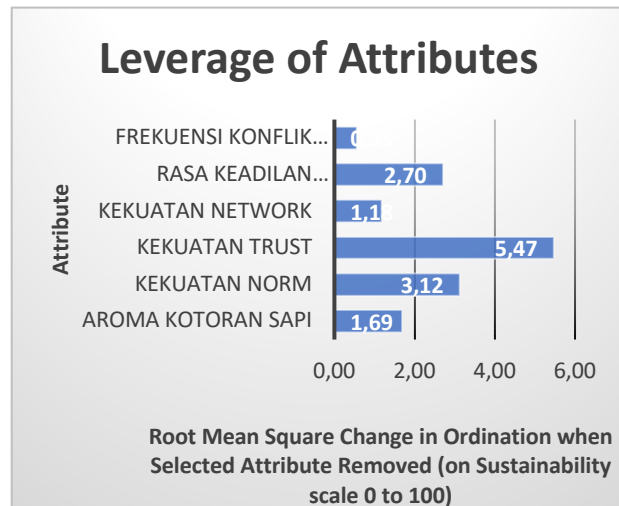 Leverage of Attributes
Attribute
FREKUENSI KONFLIK...
RASA KEADILAN...
2,70
KEKUATAN NETWORK
KEKUATAN TRUST
5,47
KEKUATAN NORM
3,12
AROMA KOTORAN SAPI
1,69
0,00 2,00 4,00 6,00
Root Mean Square Change in Ordination when
Selected Attribute Removed (on Sustainability
scale 0 to 100)